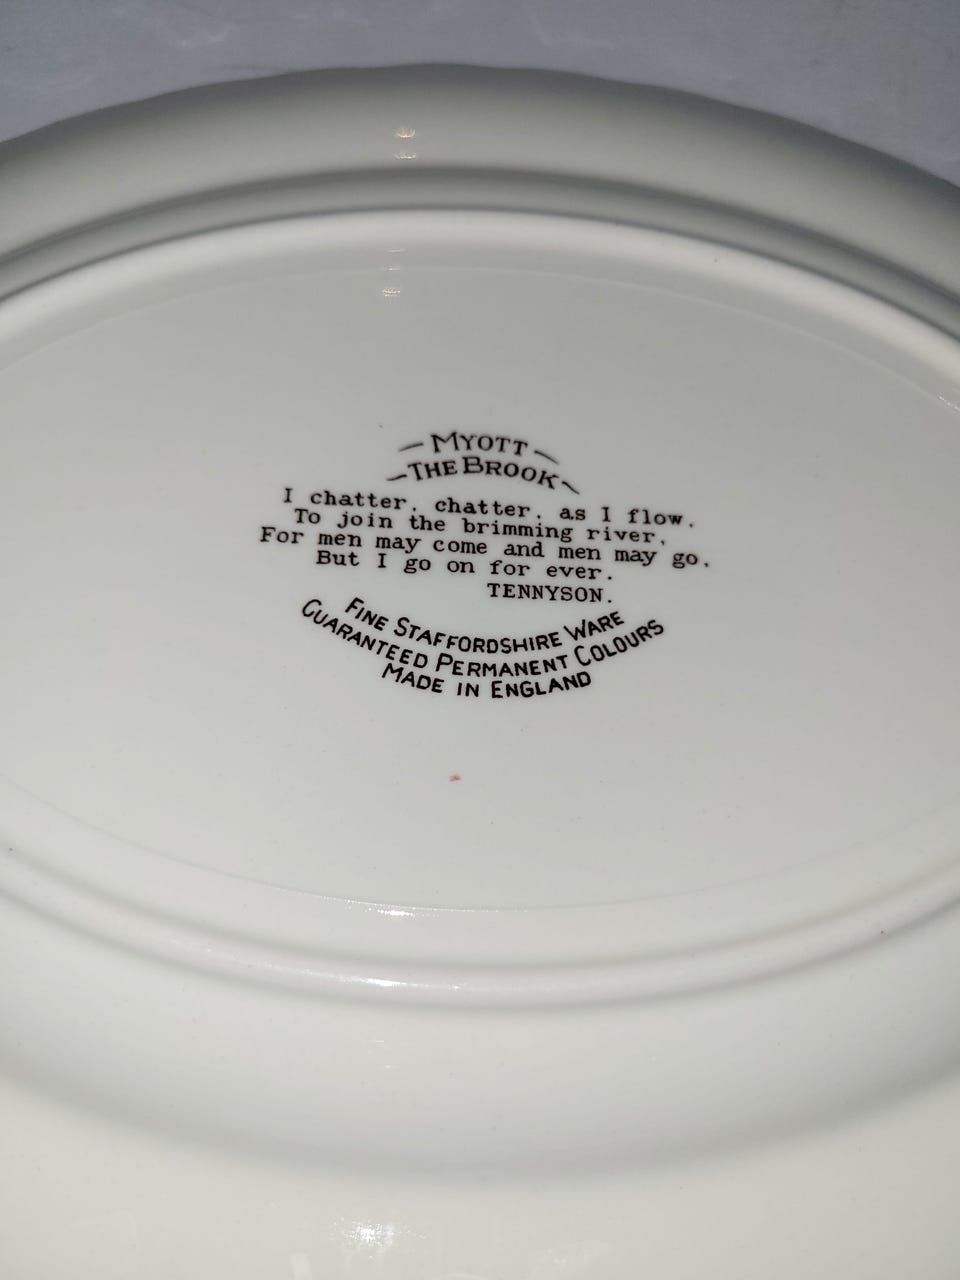 MYOTT
THE BROOK
I chatter, chatter, as I flow,
To join the brimming river,
For men may come and men may go,
But I go on for ever.
TENNYSON.
FINE STAFFORDSHIRE WARE
GUARANTEED PERMANENT COLOURS
MADE IN ENGLAND